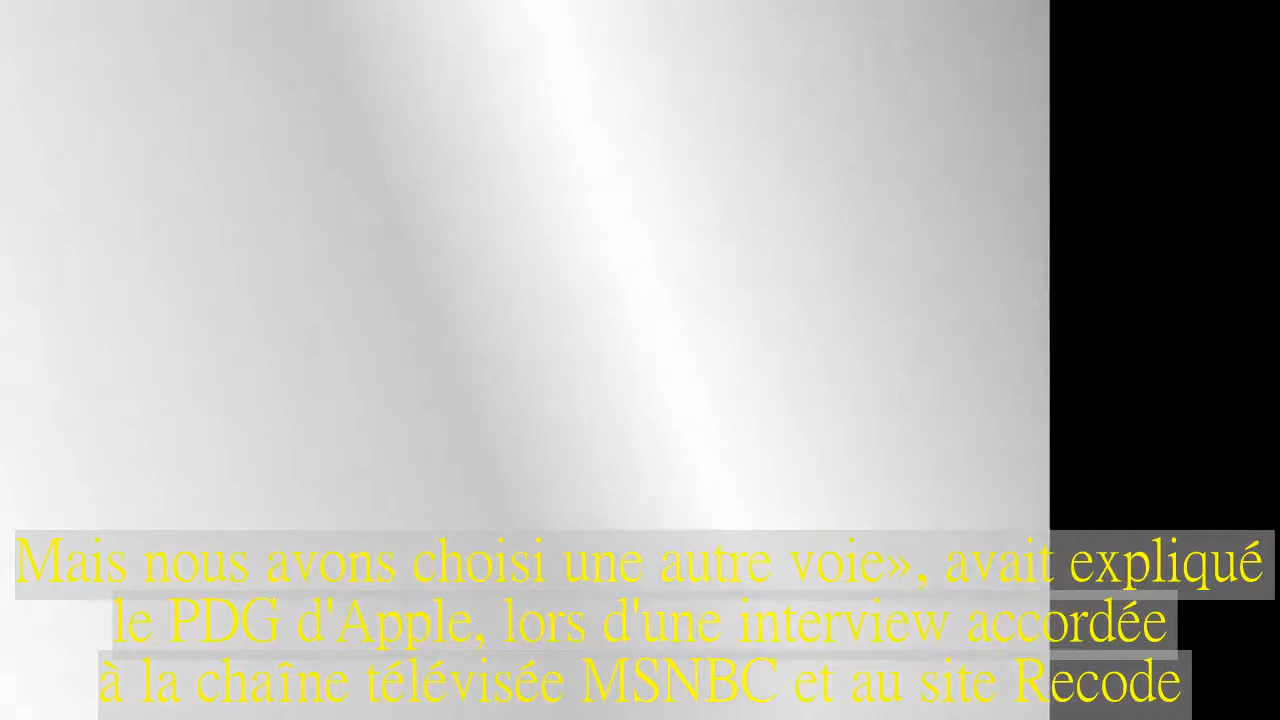 Mais nous avons choisi une autre voie», avait expliqué
le PDG d'Apple, lors d'une interview accordée
à la chaîne télévisée MSNBC et au site Recode